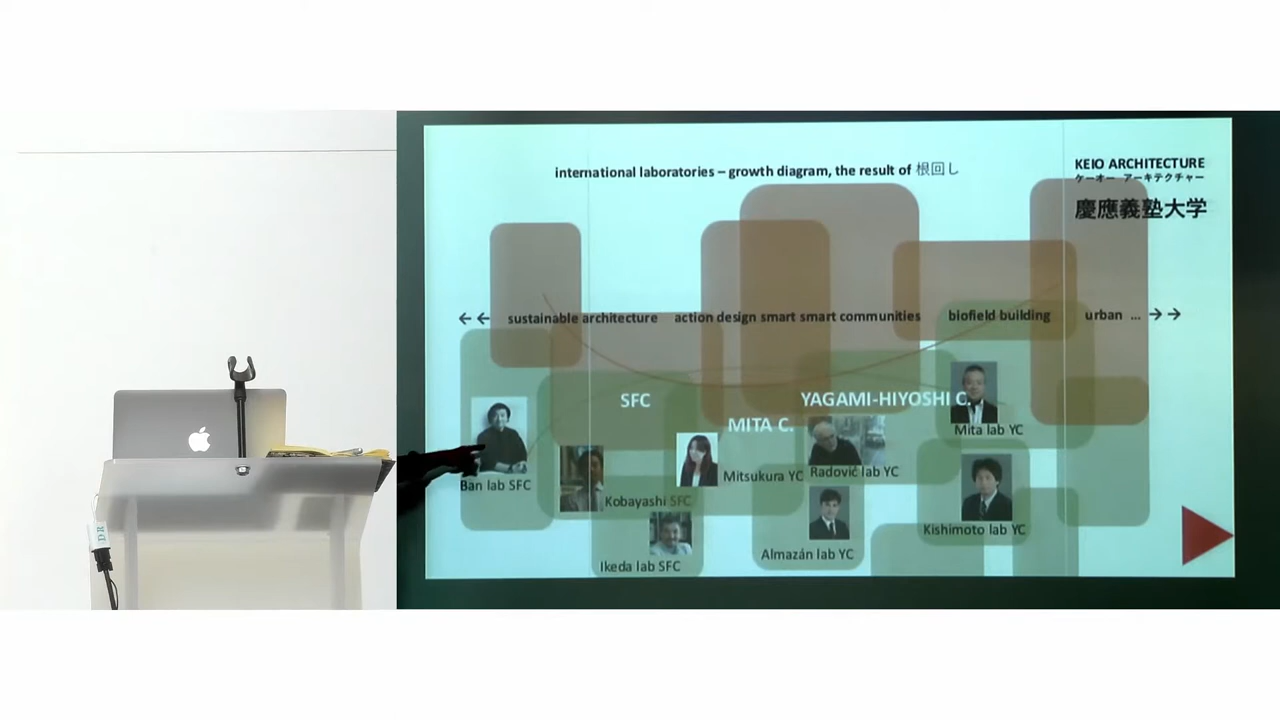 international laboratories – growth diagram, the result of 根回し
KEIO ARCHITECTURE
ケーオー アーキテクチャー
慶應義塾大学
←← sustainable architecture action design smart smart communities biofield building urban ... →→
SFC
YAGAMI-HIYOSHI C.
MITA C.
Mita lab YC
Ban lab SFC
Kobayashi SFC
Mitsukura YC
Radović lab YC
Kishimoto lab YC
Almazán lab YC
Ikeda lab SFC